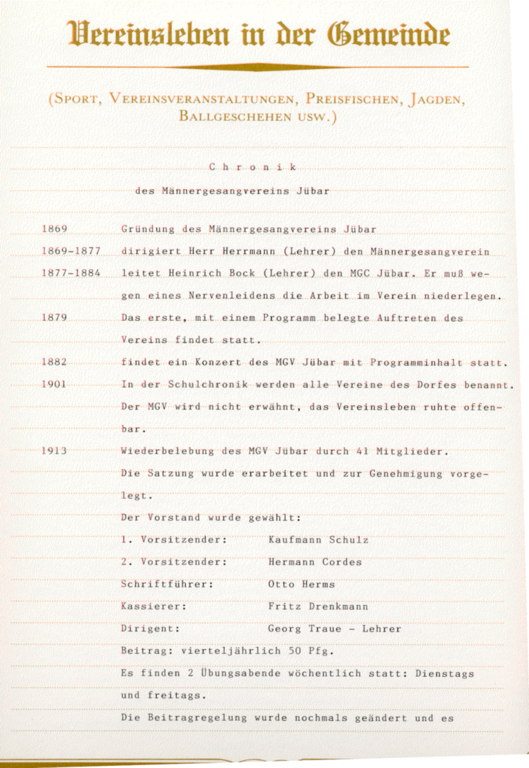 Vereinsleben in der Gemeinde
(Sport, Vereinsveranstaltungen, Preisfischen, Jagden,
Ballgeschehen usw.)
Chronik
des Männergesangvereins Jübar
1869 Gründung des Männergesangvereins Jübar
1869-1877 dirigiert Herr Herrmann (Lehrer) den Männergesangverein
1877-1884 leitet Heinrich Bock (Lehrer) den MGC Jübar. Er muß we-
gen eines Nervenleidens die Arbeit im Verein niederlegen.
1879 Das erste, mit einem Programm belegte Auftreten des
Vereins findet statt.
1882 findet ein Konzert des MGV Jübar mit Programminhalt statt.
1901 In der Schulchronik werden alle Vereine des Dorfes benannt.
Der MGV wird nicht erwähnt, das Vereinsleben ruhte offen-
bar.
1913 Wiederbelebung des MGV Jübar durch 41 Mitglieder.
Die Satzung wurde erarbeitet und zur Genehmigung vorge-
legt.
Der Vorstand wurde gewählt:
1. Vorsitzender: Kaufmann Schulz
2. Vorsitzender: Hermann Cordes
Schriftführer: Otto Herms
Kassierer: Fritz Drenkmann
Dirigent: Georg Traue - Lehrer
Beitrag: vierteljährlich 50 Pfg.
Es finden 2 Übungsabende wöchentlich statt: Dienstags
und freitags.
Die Beitragregelung wurde nochmals geändert und es